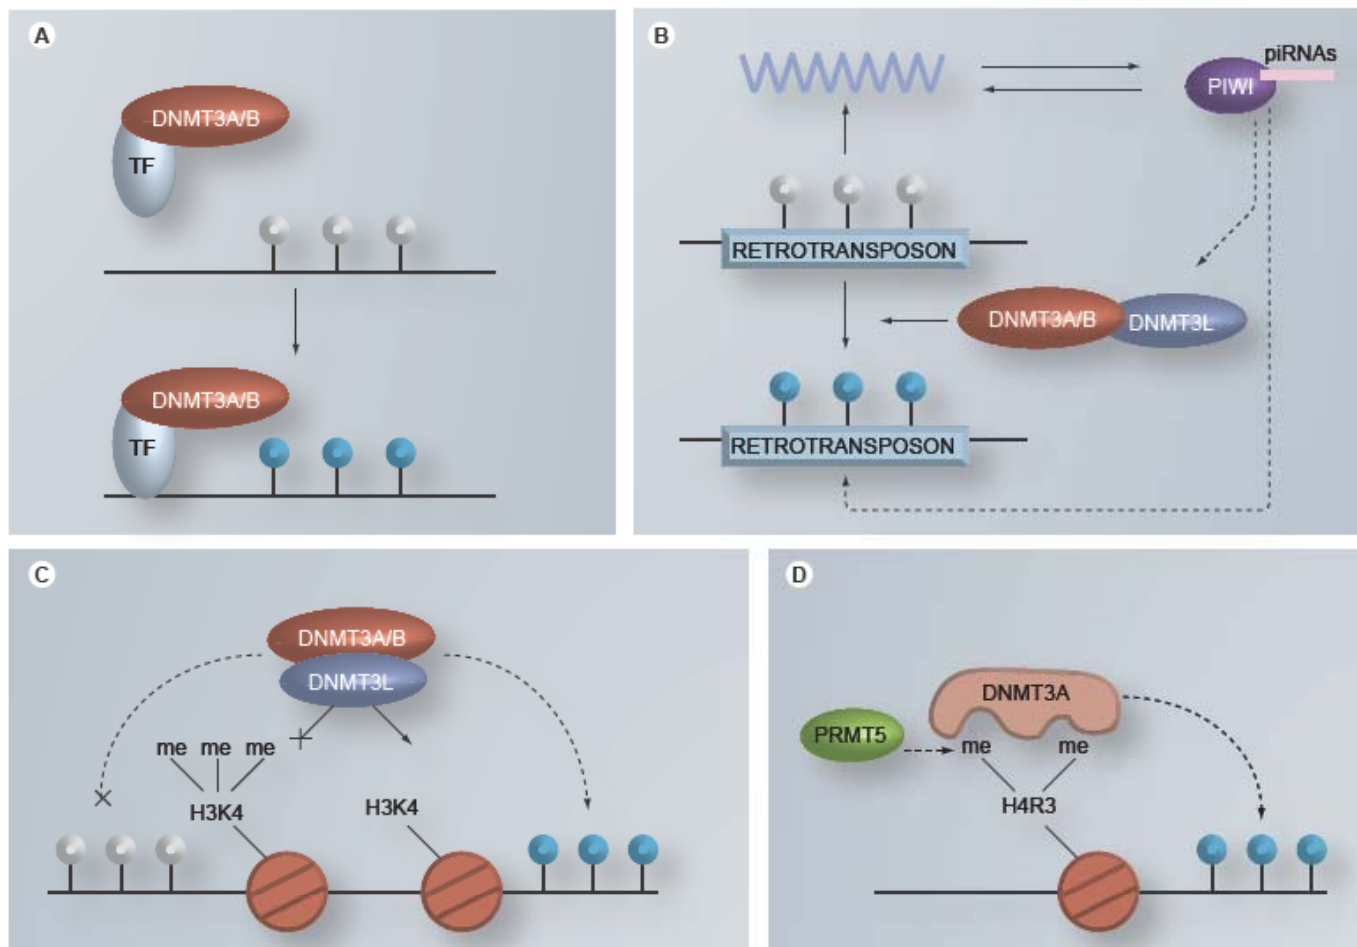 A
DNMT3A/B
TF
DNMT3A/B
TF
B
piRNAs
PIWI
RETROTRANSPOSON
DNMT3A/B
DNMT3L
RETROTRANSPOSON
C
DNMT3A/B
DNMT3L
me me me
H3K4
H3K4
D
DNMT3A
PRMT5
me
me
H4R3